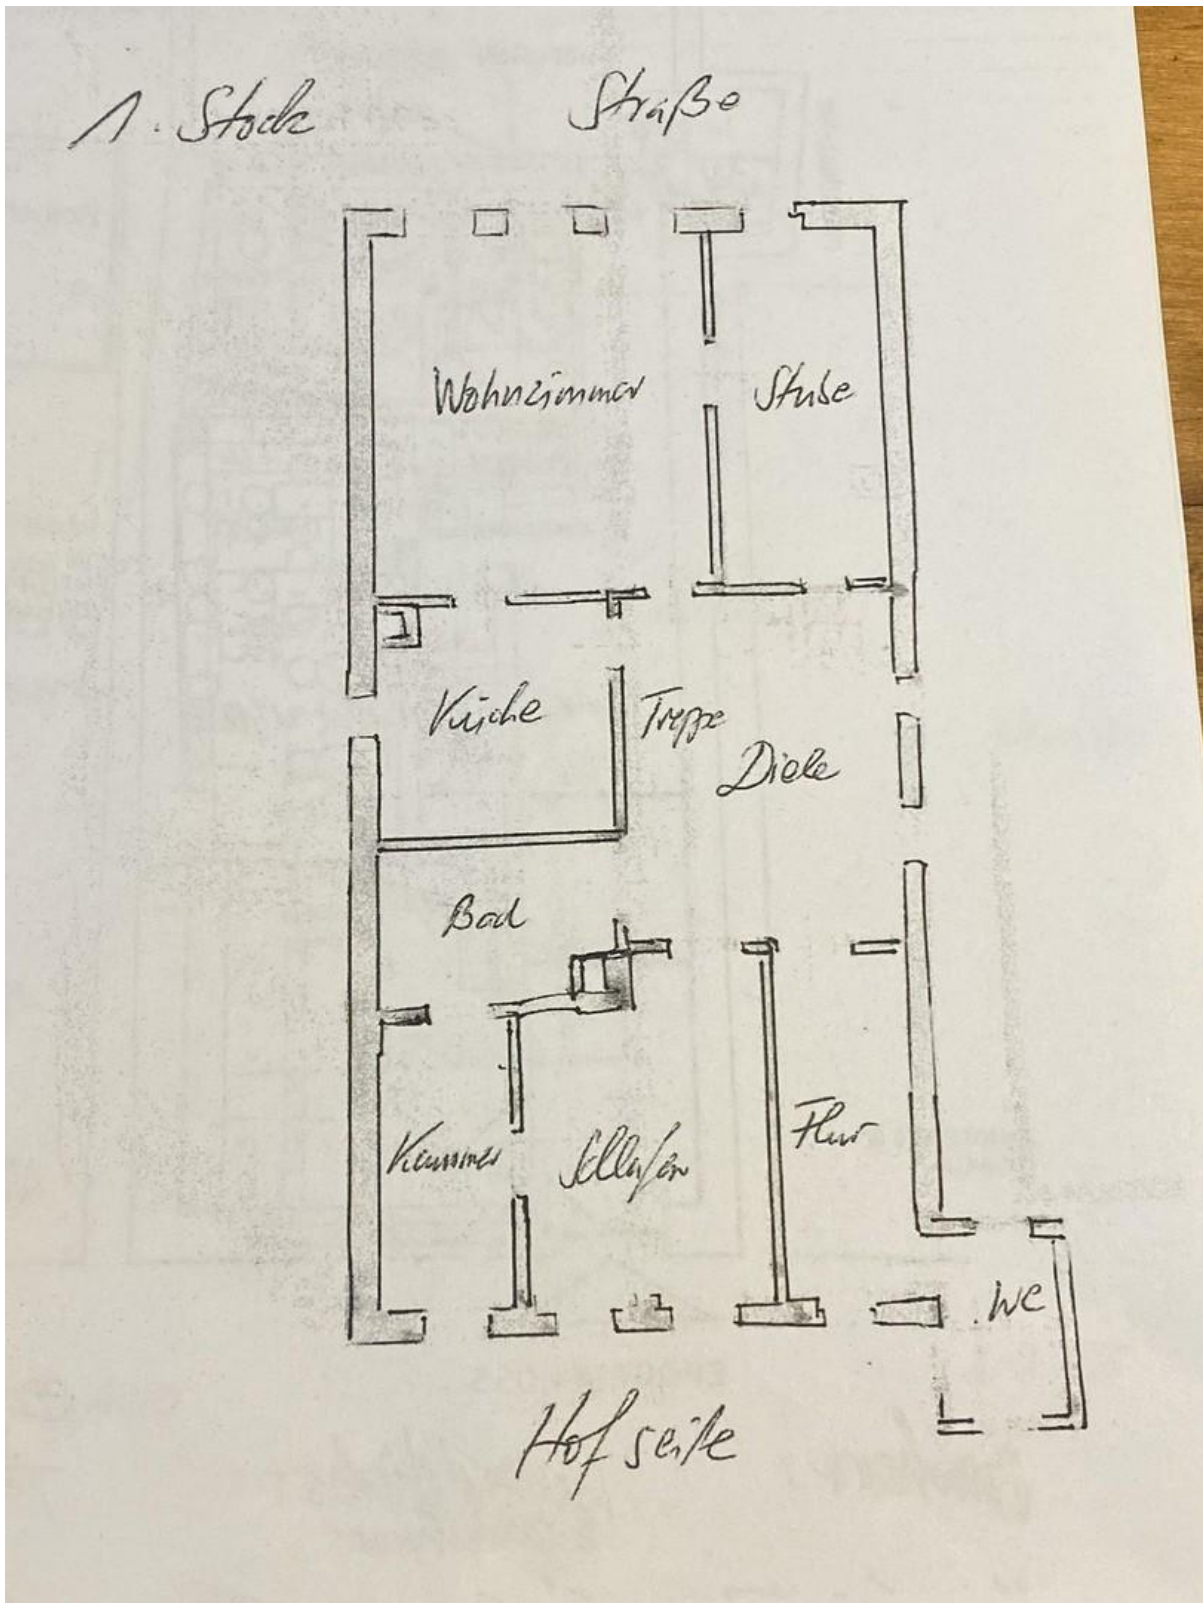 1. Stock
Straße
Wohnzimmer
Stube
Küche
Treppe
Diele
Bad
Kammer
Schlafen
Flur
WC
Hofseite